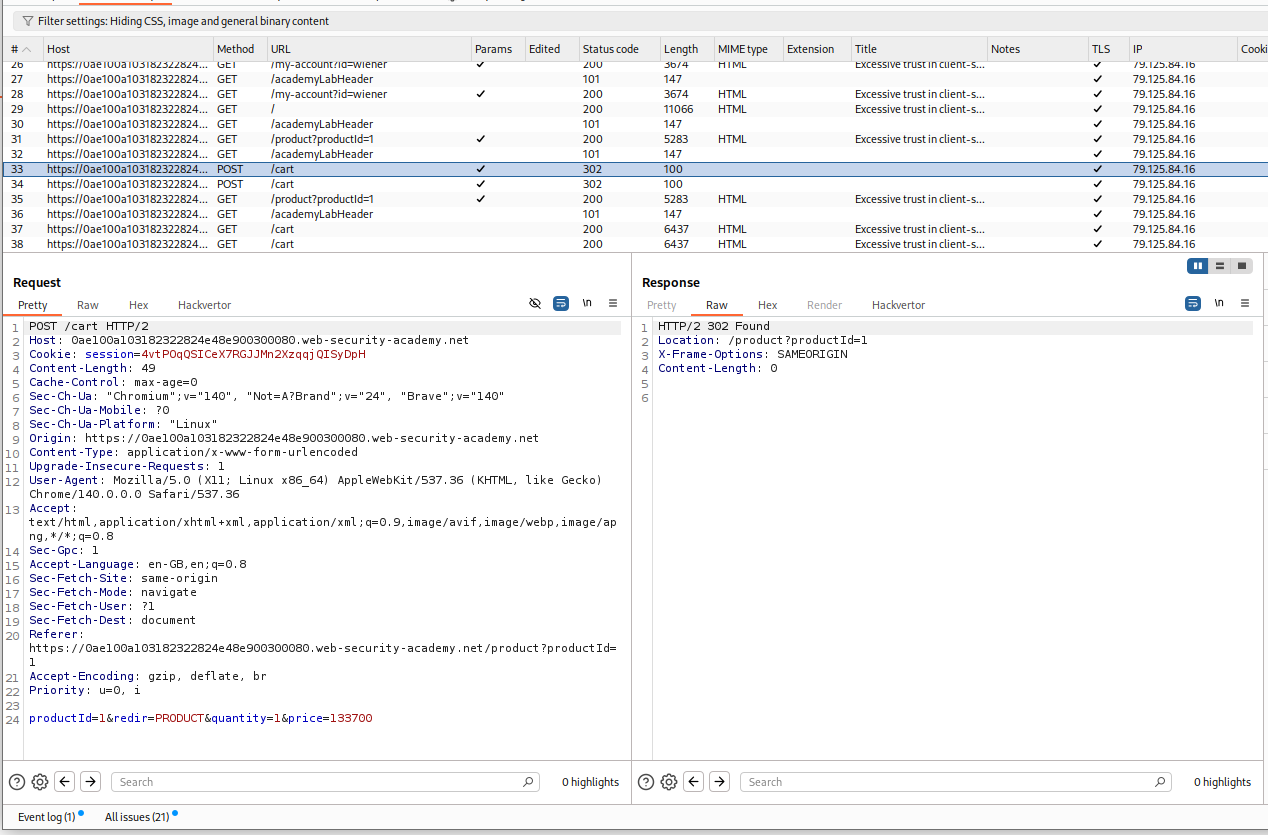 Filter settings: Hiding CSS, image and general binary content
# Host Method URL Params Edited Status code Length MIME type Extension Title Notes TLS IP Cooki
26 https://0ae100a103182322824... GET /my-account?id=wiener ✓ 200 3674 HTML Excessive trust in client-s... ✓ 79.125.84.16
27 https://0ae100a103182322824... GET /academyLabHeader 101 147 ✓ 79.125.84.16
28 https://0ae100a103182322824... GET /my-account?id=wiener ✓ 200 3674 HTML Excessive trust in client-s... ✓ 79.125.84.16
29 https://0ae100a103182322824... GET / 200 11066 HTML Excessive trust in client-s... ✓ 79.125.84.16
30 https://0ae100a103182322824... GET /academyLabHeader 101 147 ✓ 79.125.84.16
31 https://0ae100a103182322824... GET /product?productId=1 ✓ 200 5283 HTML Excessive trust in client-s... ✓ 79.125.84.16
32 https://0ae100a103182322824... GET /academyLabHeader 101 147 ✓ 79.125.84.16
33 https://0ae100a103182322824... POST /cart ✓ 302 100 ✓ 79.125.84.16
34 https://0ae100a103182322824... POST /cart ✓ 302 100 ✓ 79.125.84.16
35 https://0ae100a103182322824... GET /product?productId=1 ✓ 200 5283 HTML Excessive trust in client-s... ✓ 79.125.84.16
36 https://0ae100a103182322824... GET /academyLabHeader 101 147 ✓ 79.125.84.16
37 https://0ae100a103182322824... GET /cart 200 6437 HTML Excessive trust in client-s... ✓ 79.125.84.16
38 https://0ae100a103182322824... GET /cart 200 6437 HTML Excessive trust in client-s... ✓ 79.125.84.16
Request
Pretty Raw Hex Hackvertor \n
1 POST /cart HTTP/2
2 Host: 0ae100a103182322824e48e900300080.web-security-academy.net
3 Cookie: session=4vtPOqQSICeX7RGJJMn2XzqqjQISyDpH
4 Content-Length: 49
5 Cache-Control: max-age=0
6 Sec-Ch-Ua: "Chromium";v="140", "Not=A?Brand";v="24", "Brave";v="140"
7 Sec-Ch-Ua-Mobile: ?0
8 Sec-Ch-Ua-Platform: "Linux"
9 Origin: https://0ae100a103182322824e48e900300080.web-security-academy.net
10 Content-Type: application/x-www-form-urlencoded
11 Upgrade-Insecure-Requests: 1
12 User-Agent: Mozilla/5.0 (X11; Linux x86_64) AppleWebKit/537.36 (KHTML, like Gecko)
Chrome/140.0.0.0 Safari/537.36
13 Accept:
text/html,application/xhtml+xml,application/xml;q=0.9,image/avif,image/webp,image/ap
ng,*/*;q=0.8
14 Sec-Gpc: 1
15 Accept-Language: en-GB,en;q=0.8
16 Sec-Fetch-Site: same-origin
17 Sec-Fetch-Mode: navigate
18 Sec-Fetch-User: ?1
19 Sec-Fetch-Dest: document
20 Referer:
https://0ae100a103182322824e48e900300080.web-security-academy.net/product?productId=
1
21 Accept-Encoding: gzip, deflate, br
22 Priority: u=0, i
23
24 productId=1&redir=PRODUCT&quantity=1&price=133700
Search 0 highlights
Response
Pretty Raw Hex Render Hackvertor \n
1 HTTP/2 302 Found
2 Location: /product?productId=1
3 X-Frame-Options: SAMEORIGIN
4 Content-Length: 0
5
6
Search 0 highlights
Event log (1) All issues (21)